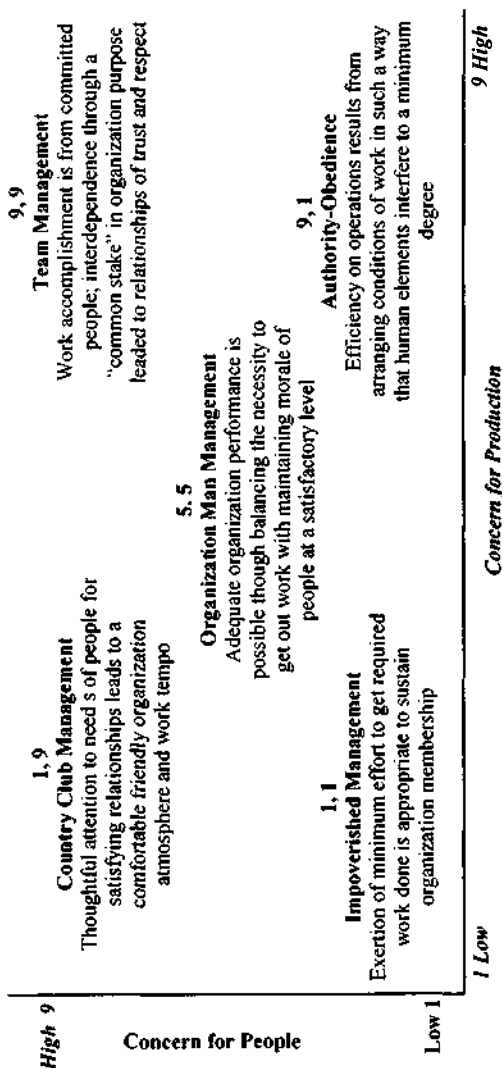 High 9
Concern for People
Low 1
1, 9
Country Club Management
Thoughtful attention to need s of people for
satisfying relationships leads to a
comfortable friendly organization
atmosphere and work tempo
9, 9
Team Management
Work accomplishment is from committed
people; interdependence through a
“common stake” in organization purpose
leaded to relationships of trust and respect
5. 5
Organization Man Management
Adequate organization performance is
possible though balancing the necessity to
get out work with maintaining morale of
people at a satisfactory level
1, 1
Impoverished Management
Exertion of minimum effort to get required
work done is appropriate to sustain
organization membership
9, 1
Authority-Obedience
Efficiency on operations results from
arranging conditions of work in such a way
that human elements interfere to a minimum
degree
1 Low
Concern for Production
9 High